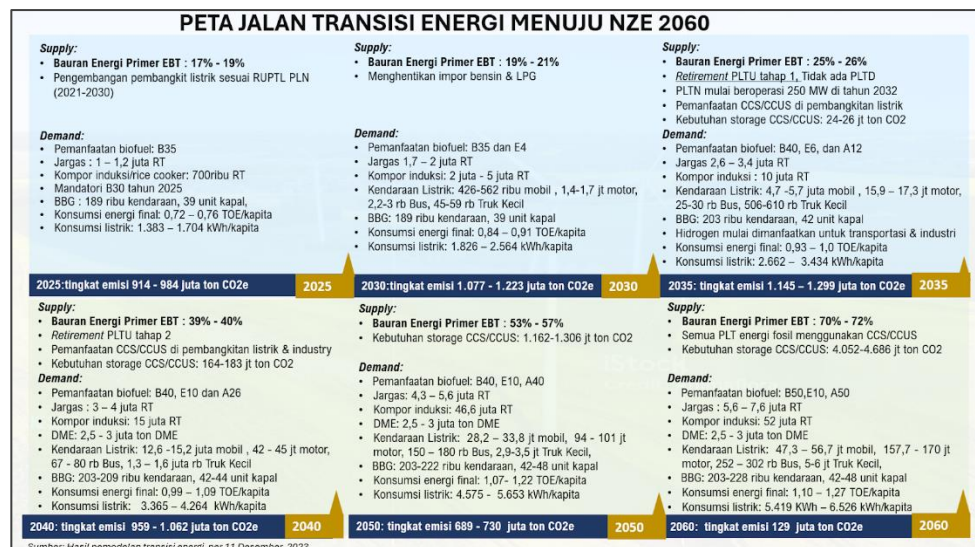 PETA JALAN TRANSISI ENERGI MENUJU NZE 2060
Supply:
• Bauran Energi Primer EBT : 17% - 19%
• Pengembangan pembangkit listrik sesuai RUPTL PLN
(2021-2030)
Demand:
• Pemanfaatan biofuel: B35
• Jargas : 1 – 1,2 juta RT
• Kompor induksi/rice cooker: 700ribu RT
• Mandatori B30 tahun 2025
• BBG : 189 ribu kendaraan, 39 unit kapal,
• Konsumsi energi final: 0,72 – 0,76 TOE/kapita
• Konsumsi listrik: 1.383 – 1.704 kWh/kapita
2025:tingkat emisi 914 - 984 juta ton CO2e
2025
Supply:
• Bauran Energi Primer EBT : 19% - 21%
• Menghentikan impor bensin & LPG
Demand:
• Pemanfaatan biofuel: B35 dan E4
• Jargas 1,7 – 2 juta RT
• Kompor induksi: 2 juta - 5 juta RT
• Kendaraan Listrik: 426-562 ribu mobil , 1,4-1,7 jt motor,
2,2-3 rb Bus, 45-59 rb Truk Kecil
• BBG: 189 ribu kendaraan, 39 unit kapal
• Konsumsi energi final: 0,84 – 0,91 TOE/kapita
• Konsumsi listrik: 1.826 – 2.564 kWh/kapita
2030:tingkat emisi 1.077 - 1.223 juta ton CO2e
2030
Supply:
• Bauran Energi Primer EBT : 25% - 26%
• Retirement PLTU tahap 1, Tidak ada PLTD
• PLTN mulai beroperasi 250 MW di tahun 2032
• Pemanfaatan CCS/CCUS di pembangkitan listrik
• Kebutuhan storage CCS/CCUS: 24-26 jt ton CO2
Demand:
• Pemanfaatan biofuel: B40, E6, dan A12
• Jargas 2,6 – 3,4 juta RT
• Kompor induksi : 10 juta RT
• Kendaraan Listrik: 4,7 -5,7 juta mobil , 15,9 – 17,3 jt motor,
25-30 rb Bus, 506-610 rb Truk Kecil
• BBG: 203 ribu kendaraan, 42 unit kapal
• Hidrogen mulai dimanfaatkan untuk transportasi & industri
• Konsumsi energi final: 0,93 – 1,0 TOE/kapita
• Konsumsi listrik: 2.662 – 3.434 kWh/kapita
2035: tingkat emisi 1.145 – 1.299 juta ton CO2e
2035
Supply:
• Bauran Energi Primer EBT : 39% - 40%
• Retirement PLTU tahap 2
• Pemanfaatan CCS/CCUS di pembangkitan listrik & industry
• Kebutuhan storage CCS/CCUS: 164-183 jt ton CO2
Demand:
• Pemanfaatan biofuel: B40, E10 dan A26
• Jargas : 3 – 4 juta RT
• Kompor induksi: 15 juta RT
• DME: 2,5 - 3 juta ton DME
• Kendaraan Listrik: 12,6 -15,2 juta mobil , 42 - 45 jt motor,
67 - 80 rb Bus, 1,3 – 1,6 juta rb Truk Kecil
• BBG: 203-209 ribu kendaraan, 42-44 unit kapal
• Konsumsi energi final: 0,99 – 1,09 TOE/kapita
• Konsumsi listrik: 3.365 – 4.264 kWh/kapita
2040: tingkat emisi 959 - 1.062 juta ton CO2e
2040
Supply:
• Bauran Energi Primer EBT : 53% - 57%
• Kebutuhan storage CCS/CCUS: 1.162-1.306 jt ton CO2
Demand:
• Pemanfaatan biofuel: B40, E10, A40
• Jargas: 4,3 – 5,6 juta RT
• Kompor induksi: 46,6 juta RT
• DME: 2,5 - 3 juta ton DME
• Kendaraan Listrik: 28,2 – 33,8 jt mobil, 94 - 101 jt
motor, 150 – 180 rb Bus, 2,9-3,5 jt Truk Kecil,
• BBG: 203-222 ribu kendaraan, 42-48 unit kapal
• Konsumsi energi final: 1,07- 1,22 TOE/kapita
• Konsumsi listrik: 4.575 - 5.653 kWh/kapita
2050: tingkat emisi 689 - 730 juta ton CO2e
2050
Supply:
• Bauran Energi Primer EBT : 70% - 72%
• Semua PLT energi fosil menggunakan CCS/CCUS
• Kebutuhan storage CCS/CCUS: 4.052-4.686 jt ton CO2
Demand:
• Pemanfaatan biofuel: B50,E10, A50
• Jargas : 5,6 – 7,6 juta RT
• Kompor induksi: 52 juta RT
• DME: 2,5 - 3 juta ton DME
• Kendaraan Listrik: 47,3 – 56,7 jt mobil, 157,7 - 170 jt
motor, 252 – 302 rb Bus, 5-6 jt Truk Kecil,
• BBG: 203-228 ribu kendaraan, 42-48 unit kapal
• Konsumsi energi final: 1,10 – 1,27 TOE/kapita
• Konsumsi listrik: 5.419 KWh - 6.526 kWh/kapita
2060: tingkat emisi 129 juta ton CO2e
2060
Sumber: Hasil pemodelan transisi energi, per 11 Desember 2023